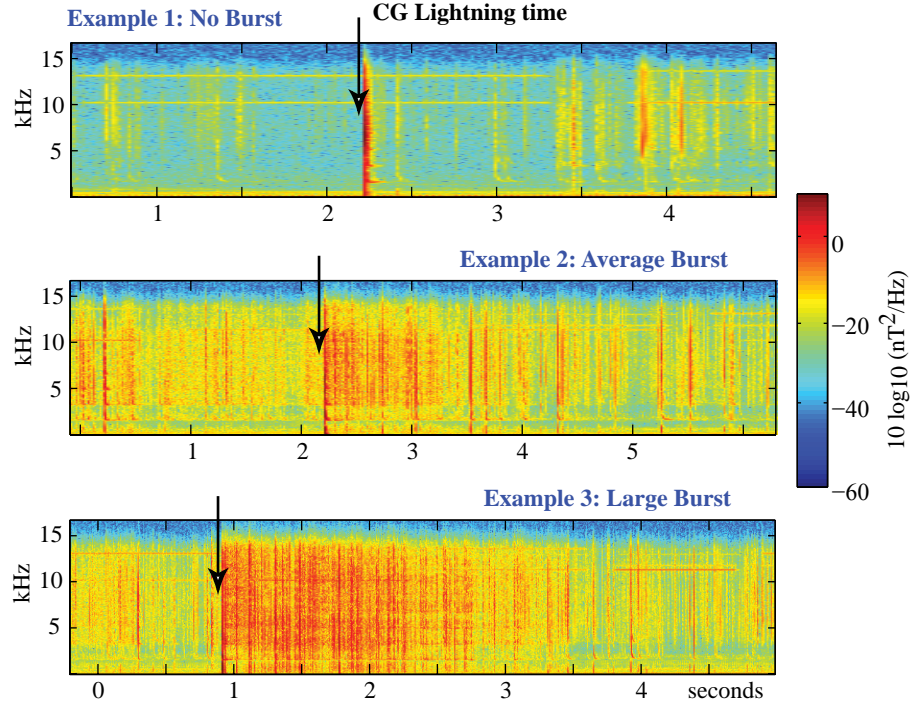 Example 1: No Burst
CG Lightning time
kHz
15
10
5
1 2 3 4
Example 2: Average Burst
kHz
15
10
5
1 2 3 4 5
Example 3: Large Burst
kHz
15
10
5
0 1 2 3 4 seconds
0
−20
−40
−60
10 log10 (nT²/Hz)